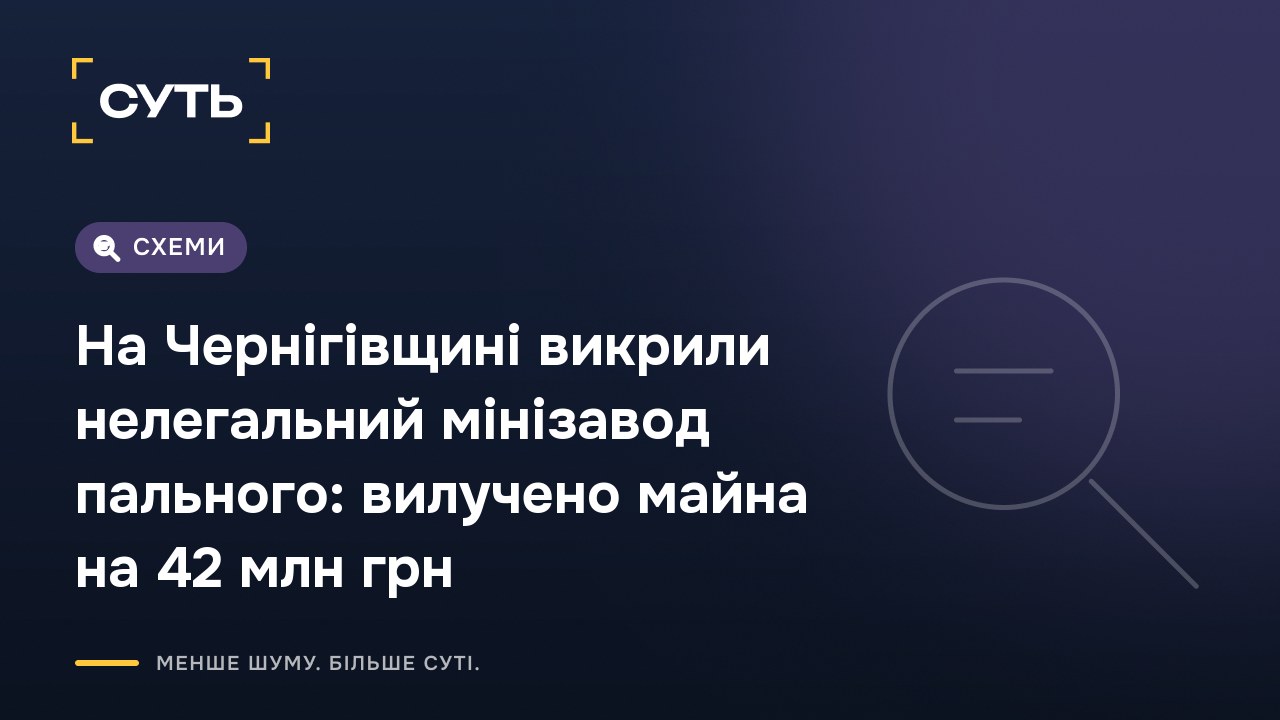 СУТЬ
СХЕМИ
На Чернігівщині викрили
нелегальний мінізавод
пального: вилучено майна
на 42 млн грн
МЕНШЕ ШУМУ. БІЛЬШЕ СУТІ.